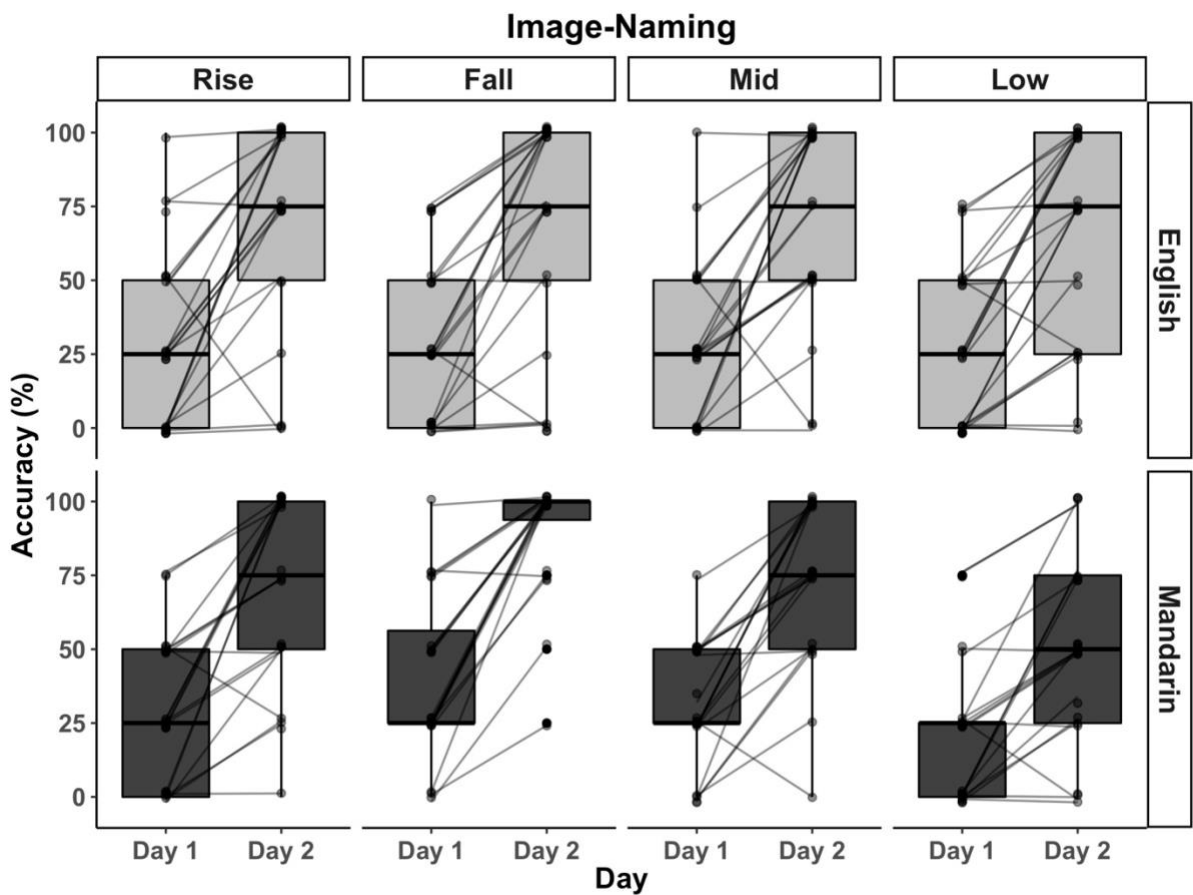 Image-Naming
Rise Fall Mid Low
100
75
50
25
0
English
100
75
50
25
0
Mandarin
Accuracy (%)
Day 1 Day 2 Day 1 Day 2 Day 1 Day 2 Day 1 Day 2
Day